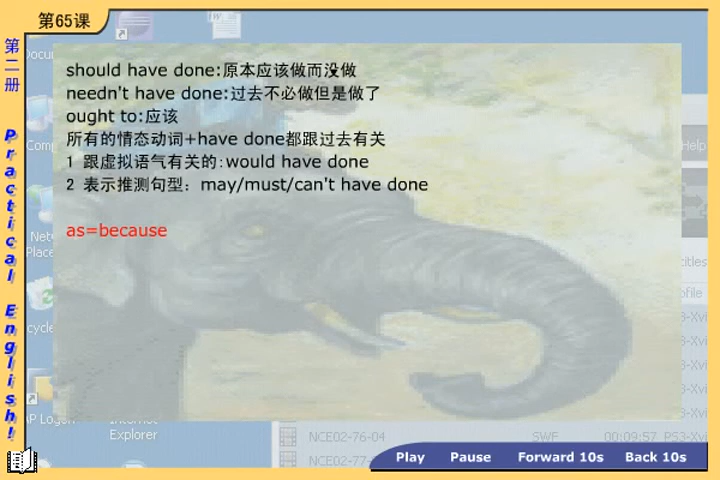 第65课
第二册
Practical English!
should have done:原本应该做而没做
needn't have done:过去不必做但是做了
ought to:应该
所有的情态动词+have done都跟过去有关
1 跟虚拟语气有关的:would have done
2 表示推测句型：may/must/can't have done
as=because
Internet
Explorer
NCE02-76-04 SWF 00:09:57 PS3-Xvi
NCE02-77-
Help
Play Pause Forward 10s Back 10s